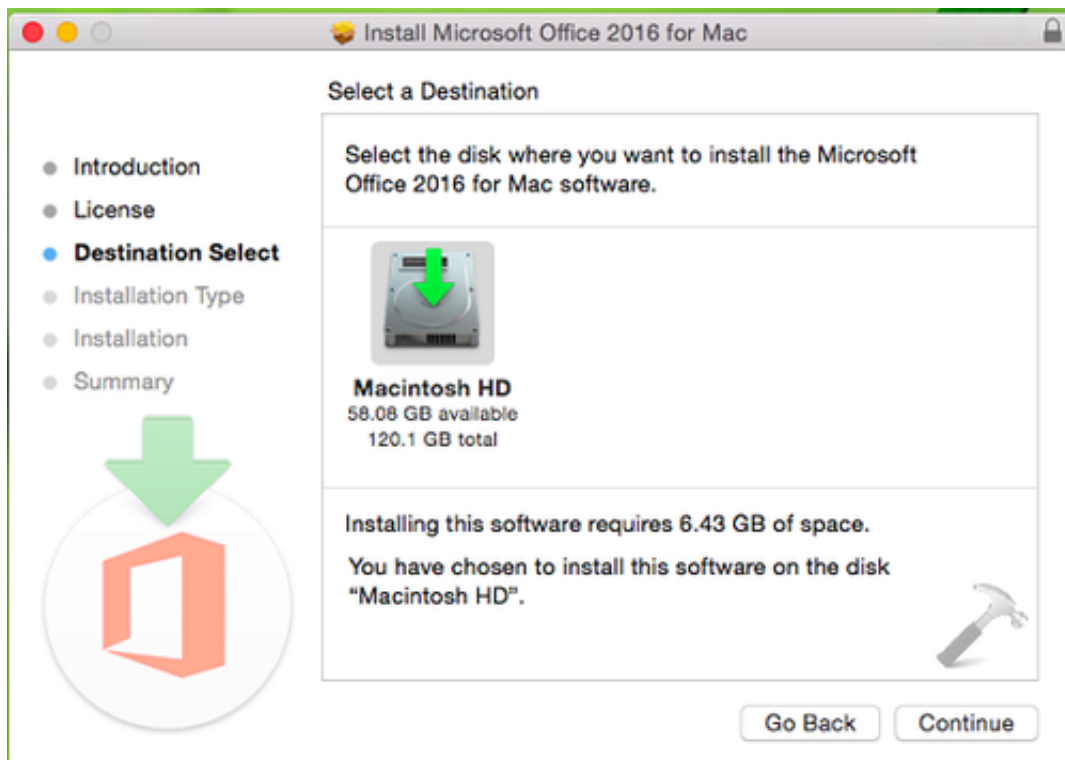 Install Microsoft Office 2016 for Mac
Select a Destination
Introduction
License
Destination Select
Installation Type
Installation
Summary
Select the disk where you want to install the Microsoft
Office 2016 for Mac software.
Macintosh HD
58.08 GB available
120.1 GB total
Installing this software requires 6.43 GB of space.
You have chosen to install this software on the disk
“Macintosh HD”.
Go Back
Continue